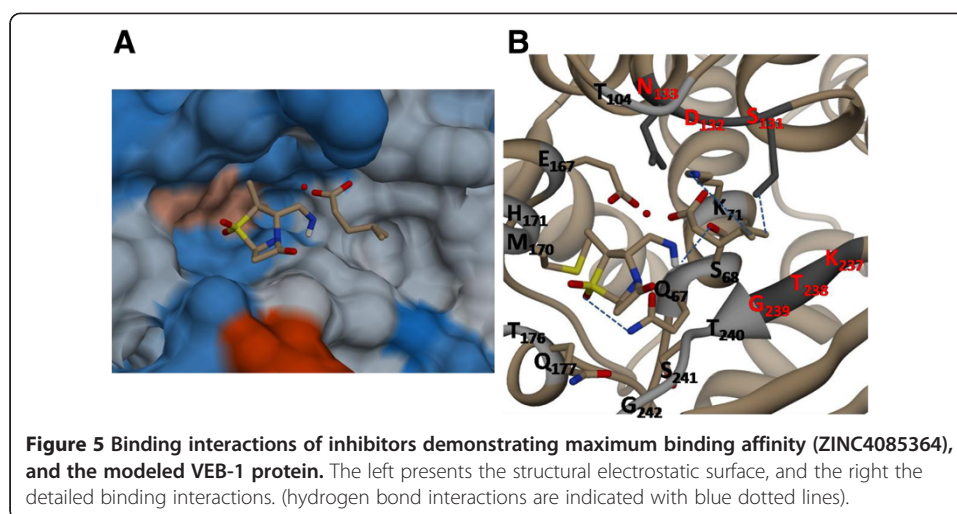 A
B
T104
N133
D132
S131
E167
K71
H171
M170
S68
Q67
K237
T238
G239
T240
T176
Q177
S241
G242
Figure 5 Binding interactions of inhibitors demonstrating maximum binding affinity (ZINC4085364),
and the modeled VEB-1 protein. The left presents the structural electrostatic surface, and the right the
detailed binding interactions. (hydrogen bond interactions are indicated with blue dotted lines).